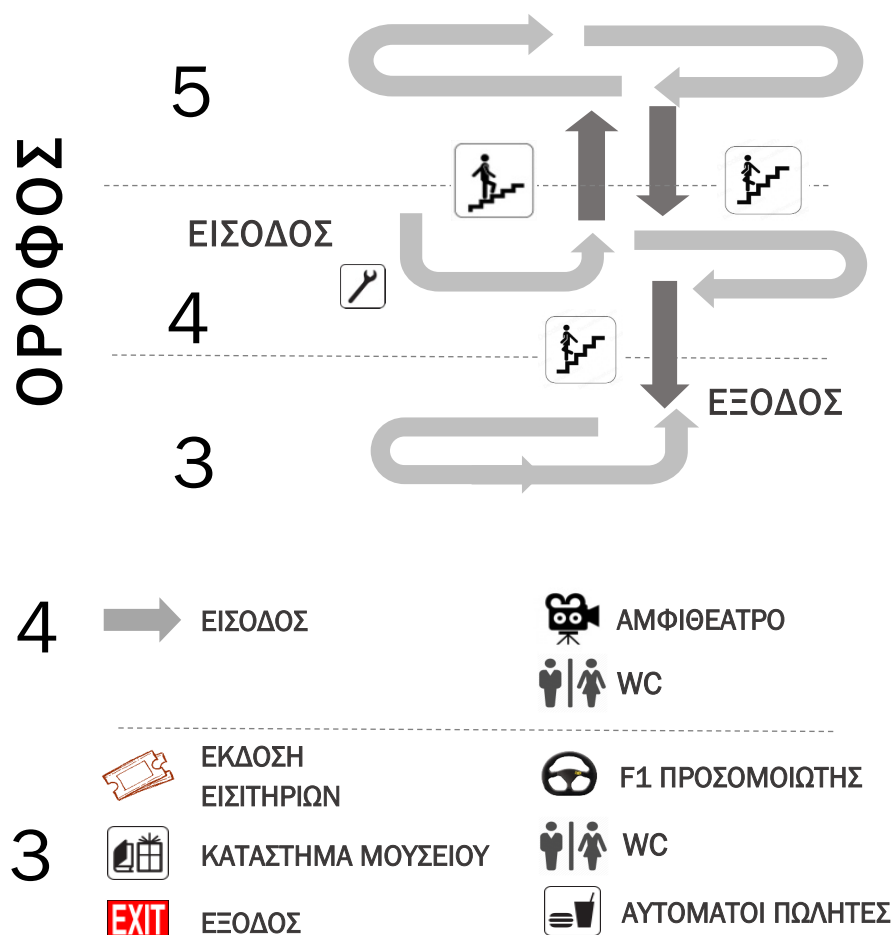 ΟΡΟΦΟΣ
5
ΕΙΣΟΔΟΣ
4
ΕΞΟΔΟΣ
3
4
ΕΙΣΟΔΟΣ
ΑΜΦΙΘΕΑΤΡΟ
WC
3
ΕΚΔΟΣΗ
ΕΙΣΙΤΗΡΙΩΝ
F1 ΠΡΟΣΟΜΟΙΩΤΗΣ
ΚΑΤΑΣΤΗΜΑ ΜΟΥΣΕΙΟΥ
WC
EXIT ΕΞΟΔΟΣ
ΑΥΤΟΜΑΤΟΙ ΠΩΛΗΤΕΣ